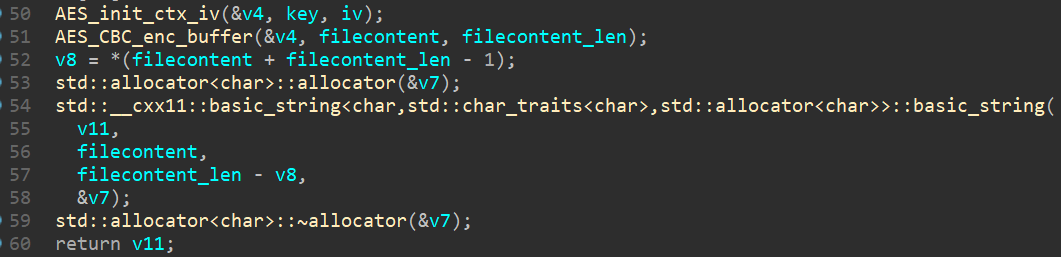 50 AES_init_ctx_iv(&v4, key, iv);
51 AES_CBC_enc_buffer(&v4, filecontent, filecontent_len);
52 v8 = *(filecontent + filecontent_len - 1);
53 std::allocator<char>::allocator(&v7);
54 std::__cxx11::basic_string<char,std::char_traits<char>,std::allocator<char>>::basic_string(
55 v11,
56 filecontent,
57 filecontent_len - v8,
58 &v7);
59 std::allocator<char>::~allocator(&v7);
60 return v11;